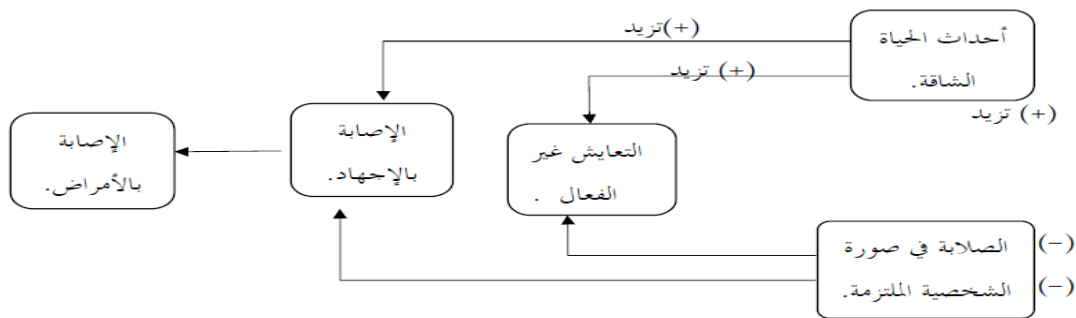 أحداث الحياة
الشاقة.
(+)تزيد
(+) تزيد
(+) تزيد
الإصابة
بالإجهاد.
التعايش غير
الفعال .
الإصابة
بالأمراض.
الصلابة في صورة
الشخصية الملتزمة.
(-)
(-)